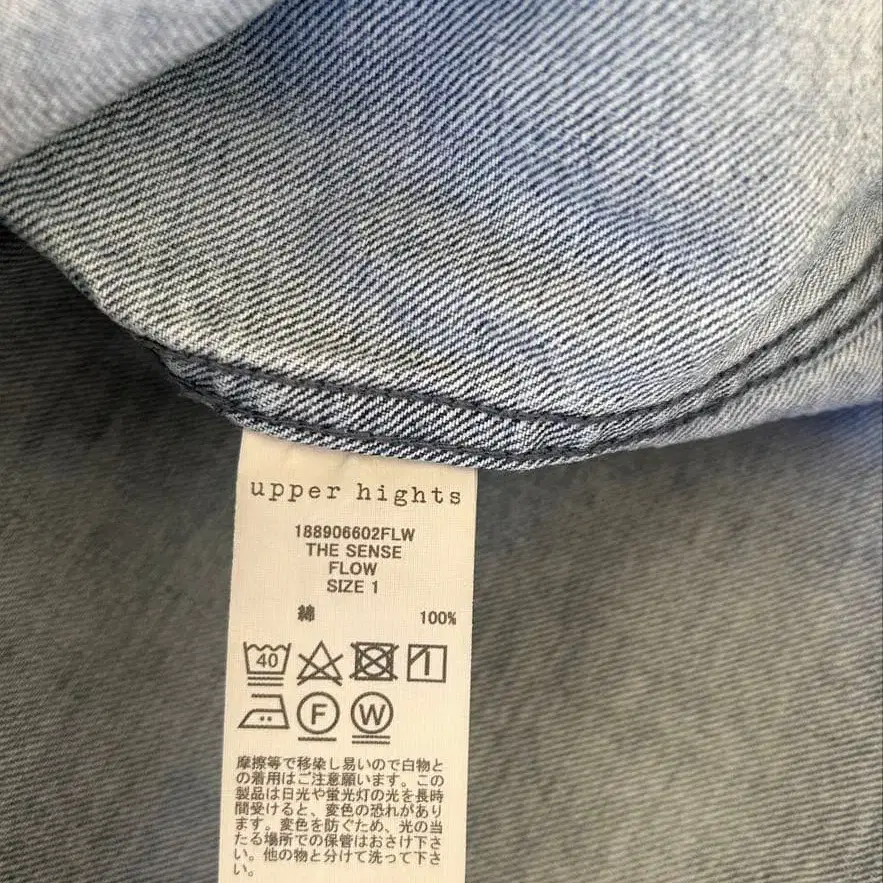 upper hights
188906602FLW
THE SENSE
FLOW
SIZE 1
綿 100%
40
F W
摩擦等で移染し易いので白物と
の着用はご注意願います。この
製品は日光や蛍光灯の光を長時
間受けると、変色の恐れがあり
ます。変色を防ぐため、光の当
たる場所での保管はおさけ下さ
い。他の物と分けて洗って下さ
い。